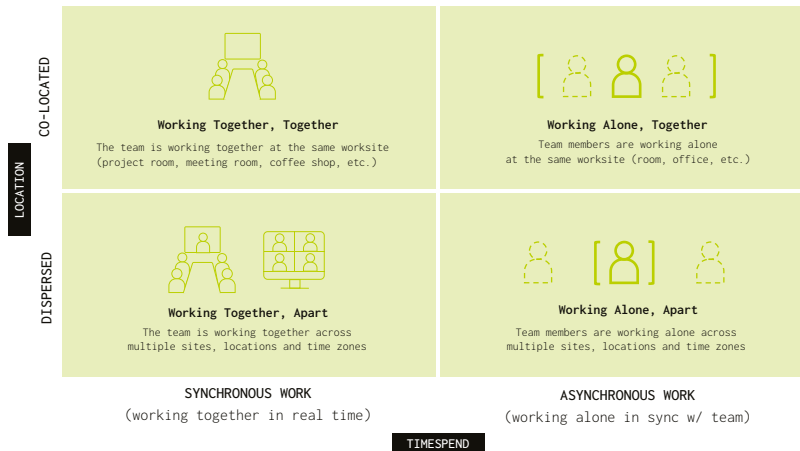 CO-LOCATED
Working Together, Together
The team is working together at the same worksite
(project room, meeting room, coffee shop, etc.)
Working Alone, Together
Team members are working alone
at the same worksite (room, office, etc.)
LOCATION
DISPERSED
Working Together, Apart
The team is working together across
multiple sites, locations and time zones
Working Alone, Apart
Team members are working alone across
multiple sites, locations and time zones
SYNCHRONOUS WORK
(working together in real time)
ASYNCHRONOUS WORK
(working alone in sync w/ team)
TIMESPEND